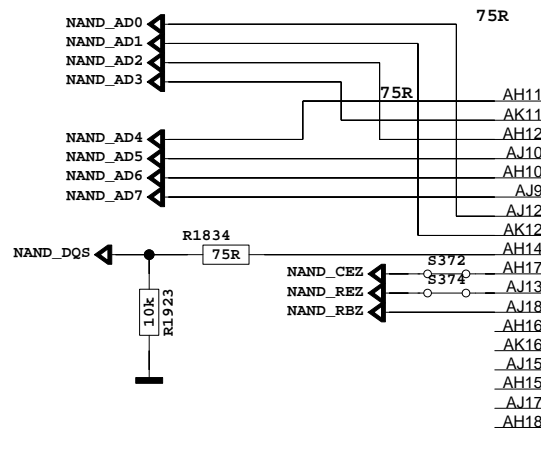 NAND_AD0 75R
NAND_AD1
NAND_AD2
NAND_AD3 75R
AH11
AK11
NAND_AD4 AH12
NAND_AD5 AJ10
NAND_AD6 AH10
NAND_AD7 AJ9
AJ12
R1834 AK12
NAND_DQS 75R AH14
S372
NAND_CEZ AH17
S374
NAND_REZ AJ13
NAND_RBZ AJ18
10k
R1923
AH16
AK16
AJ15
AH15
AJ17
AH18